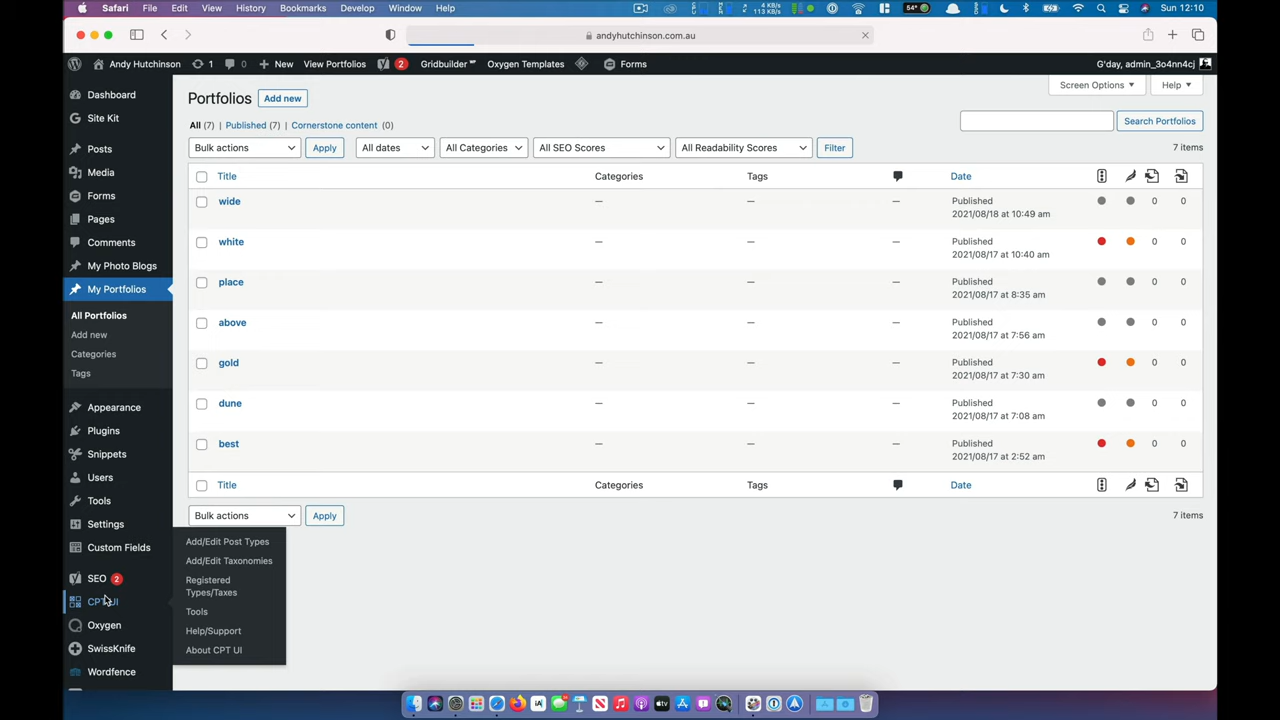 Safari File Edit View History Bookmarks Develop Window Help
54°
Sun 12:10
andyhutchinson.com.au
Andy Hutchinson 1 0 New View Portfolios 2 Gridbuilder Oxygen Templates Forms
G'day, admin_3o4nn4cj
Dashboard
Site Kit
Posts
Media
Forms
Pages
Comments
My Photo Blogs
My Portfolios
All Portfolios
Add new
Categories
Tags
Appearance
Plugins
Snippets
Users
Tools
Settings
Custom Fields
SEO 2
CPT UI
Oxygen
SwissKnife
Wordfence
Add/Edit Post Types
Add/Edit Taxonomies
Registered
Types/Taxes
Tools
Help/Support
About CPT UI
Screen Options Help
Portfolios Add new
All (7) | Published (7) | Cornerstone content (0)
Search Portfolios
Bulk actions Apply All dates All Categories All SEO Scores All Readability Scores Filter 7 items
Title Categories Tags Date
wide — — — Published 0 0
2021/08/18 at 10:49 am
white — — — Published 0 0
2021/08/17 at 10:40 am
place — — — Published 0 0
2021/08/17 at 8:35 am
above — — — Published 0 0
2021/08/17 at 7:56 am
gold — — — Published 0 0
2021/08/17 at 7:30 am
dune — — — Published 0 0
2021/08/17 at 7:08 am
best — — — Published 0 0
2021/08/17 at 2:52 am
Title Categories Tags Date
Bulk actions Apply 7 items